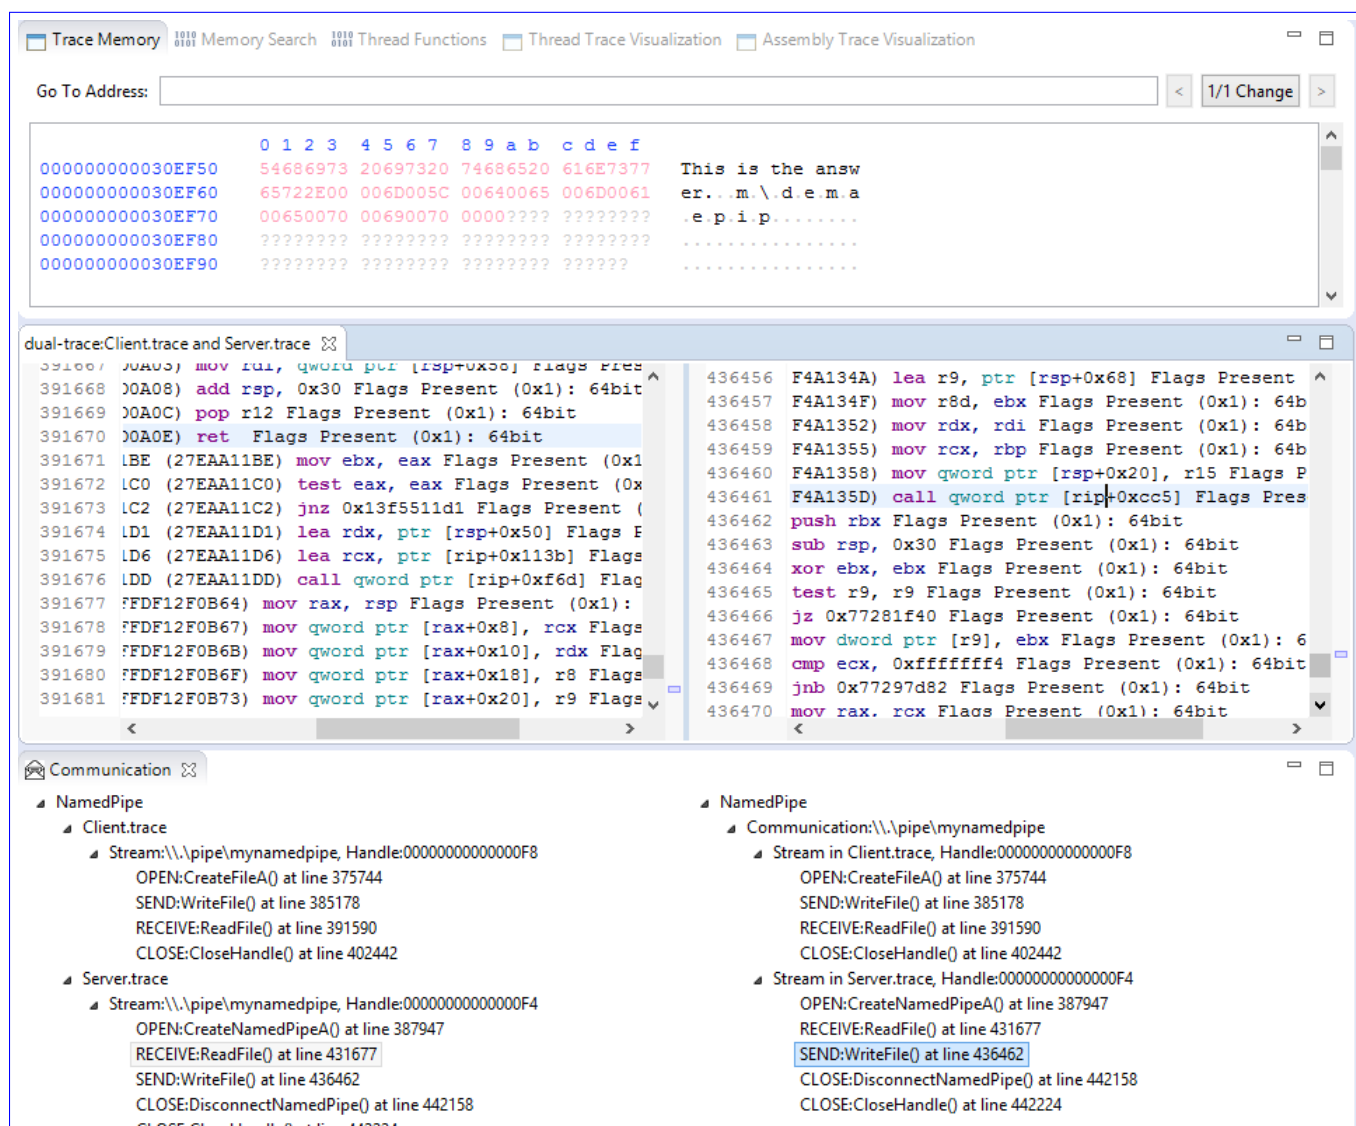 Trace Memory Memory Search Thread Functions Thread Trace Visualization Assembly Trace Visualization
Go To Address: < 1/1 Change >
0 1 2 3 4 5 6 7 8 9 a b c d e f
000000000030EF50 54686973 20697320 74686520 616E7377 This is the answ
000000000030EF60 65722E00 006D005C 00640065 006D0061 er...m.\.d.e.m.a
000000000030EF70 00650070 00690070 0000???? ???????? .e.p.i.p........
000000000030EF80 ???????? ???????? ???????? ???????? ................
000000000030EF90 ???????? ???????? ???????? ?????? ................
dual-trace:Client.trace and Server.trace
391667 00A03) mov rdi, qword ptr [rsp+0x58] Flags Pres
391668 00A08) add rsp, 0x30 Flags Present (0x1): 64bit
391669 00A0C) pop r12 Flags Present (0x1): 64bit
391670 00A0E) ret Flags Present (0x1): 64bit
391671 1BE (27EAA11BE) mov ebx, eax Flags Present (0x1
391672 1C0 (27EAA11C0) test eax, eax Flags Present (0x
391673 1C2 (27EAA11C2) jnz 0x13f5511d1 Flags Present (
391674 1D1 (27EAA11D1) lea rdx, ptr [rsp+0x50] Flags P
391675 1D6 (27EAA11D6) lea rcx, ptr [rip+0x113b] Flags
391676 1DD (27EAA11DD) call qword ptr [rip+0xf6d] Flag
391677 FFDF12F0B64) mov rax, rsp Flags Present (0x1):
391678 FFDF12F0B67) mov qword ptr [rax+0x8], rcx Flags
391679 FFDF12F0B6B) mov qword ptr [rax+0x10], rdx Flag
391680 FFDF12F0B6F) mov qword ptr [rax+0x18], r8 Flags
391681 FFDF12F0B73) mov qword ptr [rax+0x20], r9 Flags
436456 F4A134A) lea r9, ptr [rsp+0x68] Flags Present
436457 F4A134F) mov r8d, ebx Flags Present (0x1): 64b
436458 F4A1352) mov rdx, rdi Flags Present (0x1): 64b
436459 F4A1355) mov rcx, rbp Flags Present (0x1): 64b
436460 F4A1358) mov qword ptr [rsp+0x20], r15 Flags P
436461 F4A135D) call qword ptr [rip+0xcc5] Flags Pres
436462 push rbx Flags Present (0x1): 64bit
436463 sub rsp, 0x30 Flags Present (0x1): 64bit
436464 xor ebx, ebx Flags Present (0x1): 64bit
436465 test r9, r9 Flags Present (0x1): 64bit
436466 jz 0x77281f40 Flags Present (0x1): 64bit
436467 mov dword ptr [r9], ebx Flags Present (0x1): 6
436468 cmp ecx, 0xfffffff4 Flags Present (0x1): 64bit
436469 jnb 0x77297d82 Flags Present (0x1): 64bit
436470 mov rax, rcx Flags Present (0x1): 64bit
Communication
NamedPipe
Client.trace
Stream:\\.\pipe\mynamedpipe, Handle:00000000000000F8
OPEN:CreateFileA() at line 375744
SEND:WriteFile() at line 385178
RECEIVE:ReadFile() at line 391590
CLOSE:CloseHandle() at line 402442
Server.trace
Stream:\\.\pipe\mynamedpipe, Handle:00000000000000F4
OPEN:CreateNamedPipeA() at line 387947
RECEIVE:ReadFile() at line 431677
SEND:WriteFile() at line 436462
CLOSE:DisconnectNamedPipe() at line 442158
NamedPipe
Communication:\\.\pipe\mynamedpipe
Stream in Client.trace, Handle:00000000000000F8
OPEN:CreateFileA() at line 375744
SEND:WriteFile() at line 385178
RECEIVE:ReadFile() at line 391590
CLOSE:CloseHandle() at line 402442
Stream in Server.trace, Handle:00000000000000F4
OPEN:CreateNamedPipeA() at line 387947
RECEIVE:ReadFile() at line 431677
SEND:WriteFile() at line 436462
CLOSE:DisconnectNamedPipe() at line 442158
CLOSE:CloseHandle() at line 442224